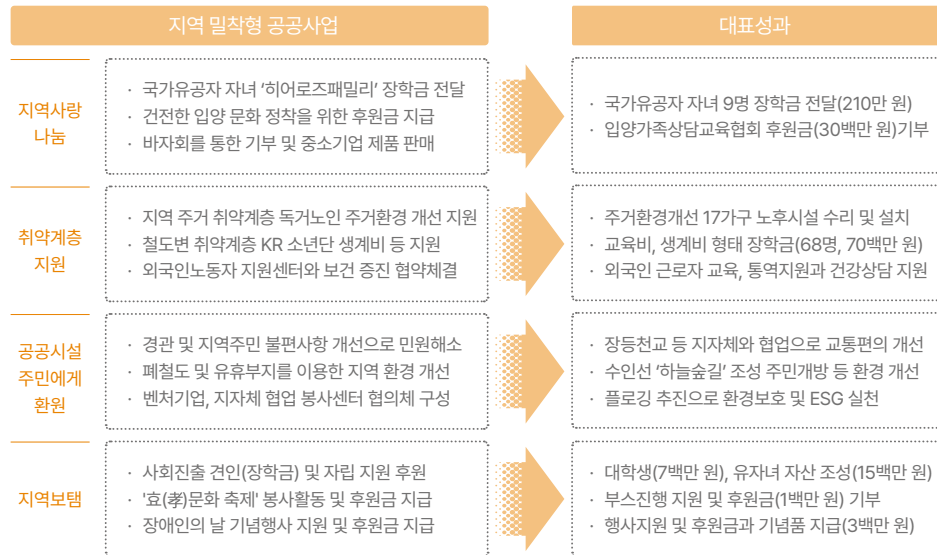 지역 밀착형 공공사업
대표성과
지역사랑
나눔
· 국가유공자 자녀 ‘히어로즈패밀리’ 장학금 전달
· 건전한 입양 문화 정착을 위한 후원금 지급
· 바자회를 통한 기부 및 중소기업 제품 판매
· 국가유공자 자녀 9명 장학금 전달(210만 원)
· 입양가족상담교육협회 후원금(30백만 원)기부
취약계층
지원
· 지역 주거 취약계층 독거노인 주거환경 개선 지원
· 철도변 취약계층 KR 소년단 생계비 등 지원
· 외국인노동자 지원센터와 보건 증진 협약체결
· 주거환경개선 17가구 노후시설 수리 및 설치
· 교육비, 생계비 형태 장학금(68명, 70백만 원)
· 외국인 근로자 교육, 통역지원과 건강상담 지원
공공시설
주민에게
환원
· 경관 및 지역주민 불편사항 개선으로 민원해소
· 폐철도 및 유휴부지를 이용한 지역 환경 개선
· 벤처기업, 지자체 협업 봉사센터 협의체 구성
· 장등천교 등 지자체와 협업으로 교통편의 개선
· 수인선 ‘하늘숲길’ 조성 주민개방 등 환경 개선
· 플로깅 추진으로 환경보호 및 ESG 실천
지역보탬
· 사회진출 견인(장학금) 및 자립 지원 후원
· '효(孝)문화 축제' 봉사활동 및 후원금 지급
· 장애인의 날 기념행사 지원 및 후원금 지급
· 대학생(7백만 원), 유자녀 자산 조성(15백만 원)
· 부스진행 지원 및 후원금(1백만 원) 기부
· 행사지원 및 후원금과 기념품 지급(3백만 원)